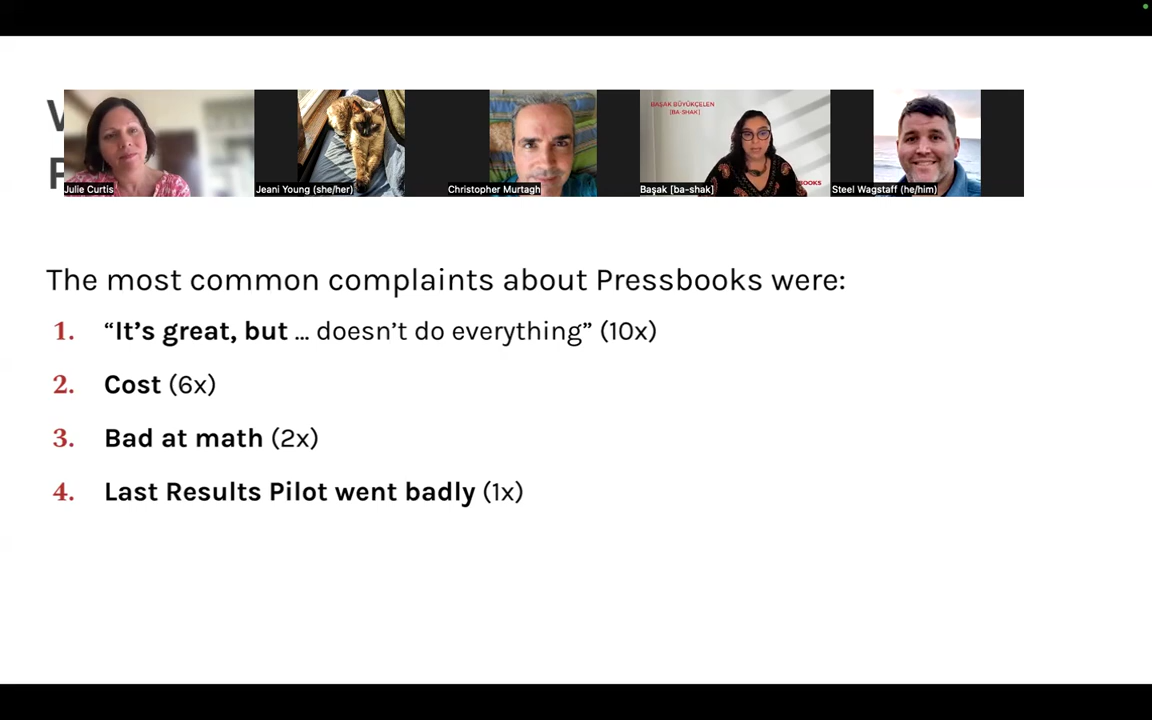 BAŞAK BÜYÜKÇELEN
[BA-SHAK]
BOOKS
Julie Curtis
Jeani Young (she/her)
Christopher Murtagh
Başak [ba-shak]
Steel Wagstaff (he/him)
The most common complaints about Pressbooks were:
1. “It’s great, but ... doesn’t do everything” (10x)
2. Cost (6x)
3. Bad at math (2x)
4. Last Results Pilot went badly (1x)